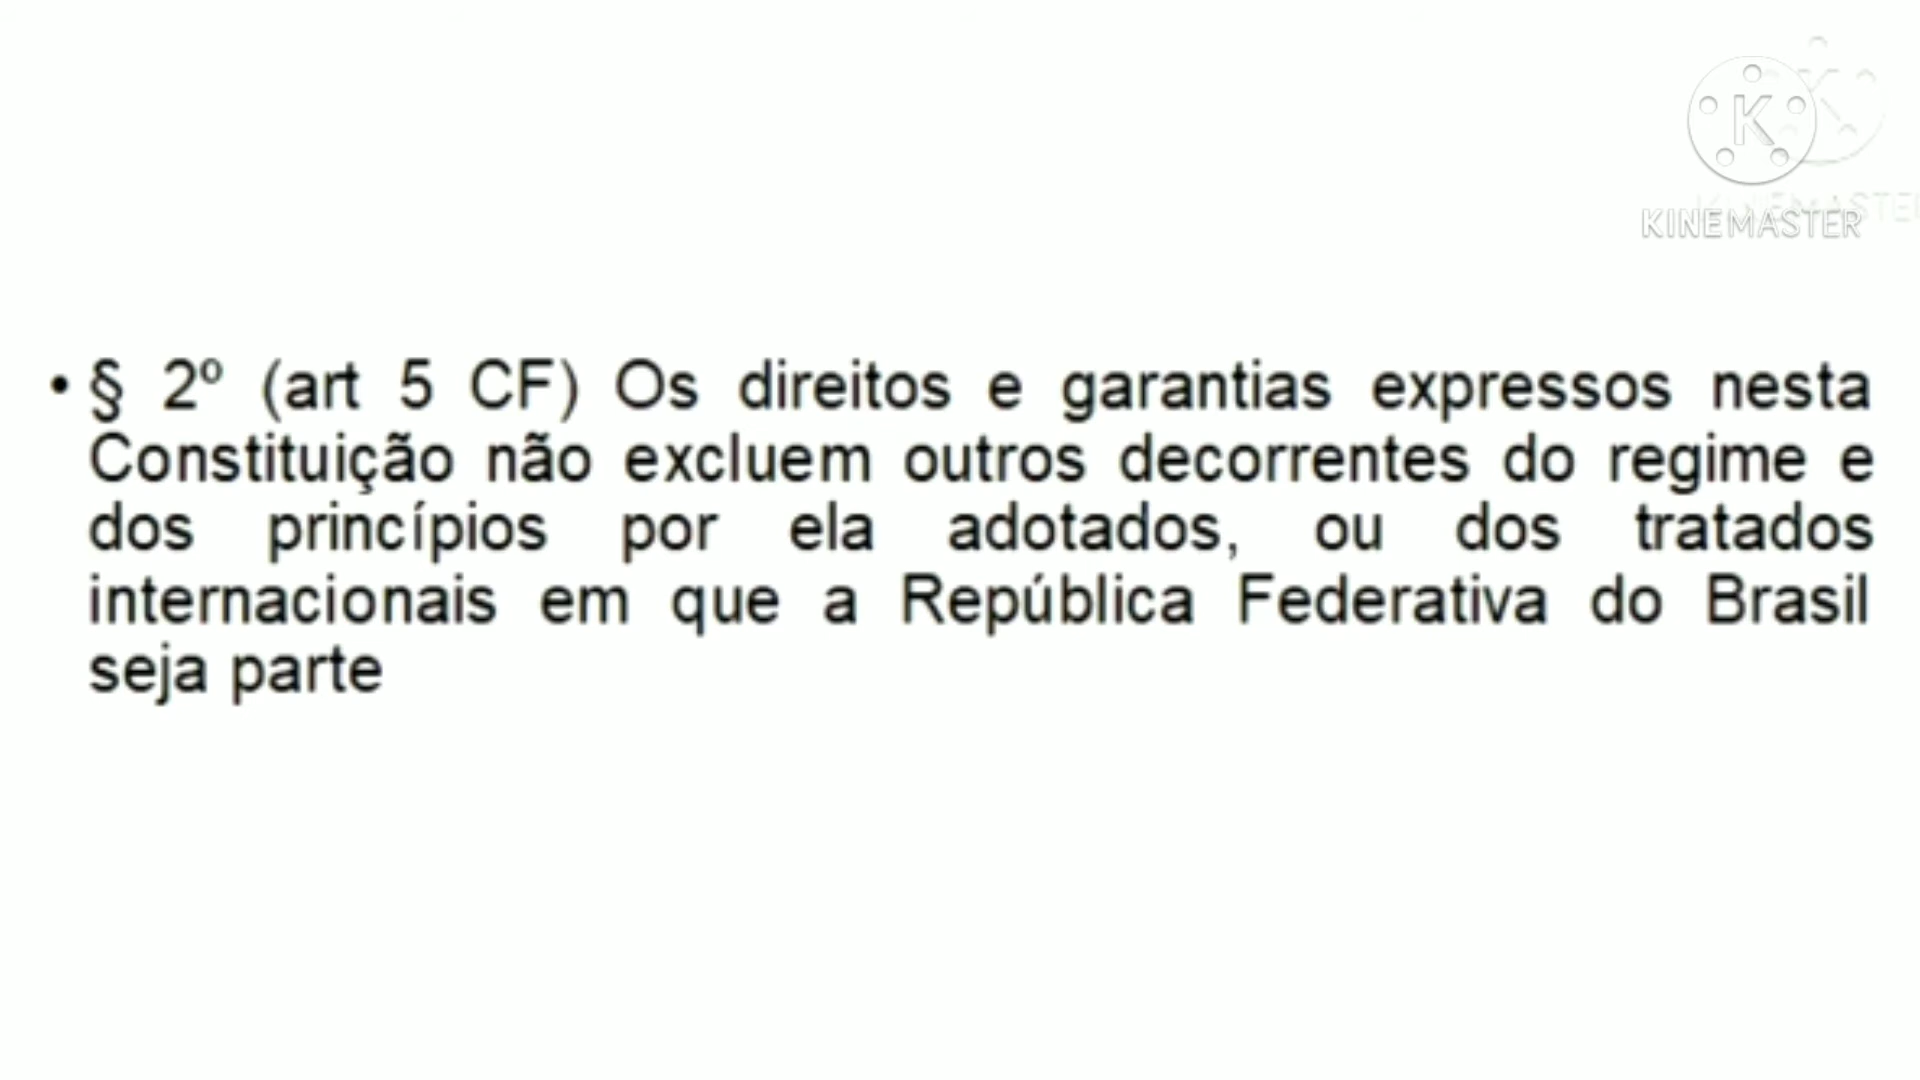 K
KINEMASTER
• § 2º (art 5 CF) Os direitos e garantias expressos nesta
Constituição não excluem outros decorrentes do regime e
dos princípios por ela adotados, ou dos tratados
internacionais em que a República Federativa do Brasil
seja parte